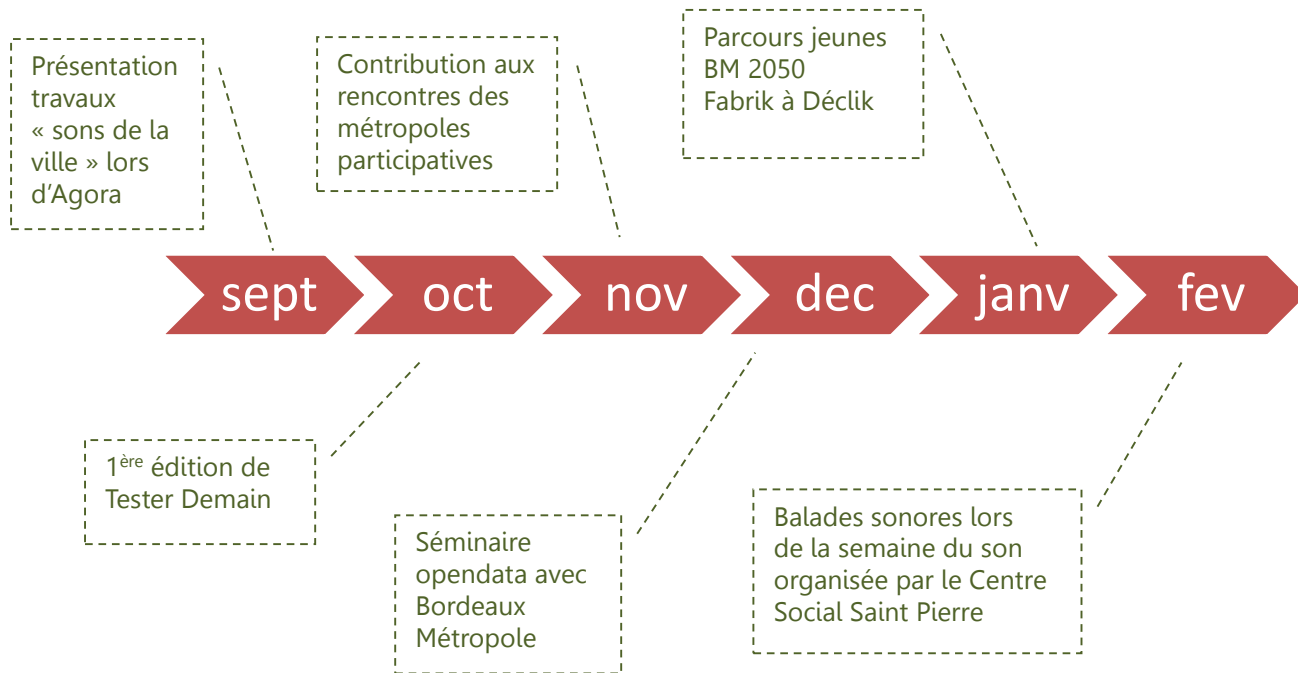 Présentation
travaux
« sons de la
ville » lors
d'Agora
Contribution aux
rencontres des
métropoles
participatives
Parcours jeunes
BM 2050
Fabrik à Déclik
sept
oct
nov
dec
janv
fev
1ère édition de
Tester Demain
Séminaire
opendata avec
Bordeaux
Métropole
Balades sonores lors
de la semaine du son
organisée par le Centre
Social Saint Pierre